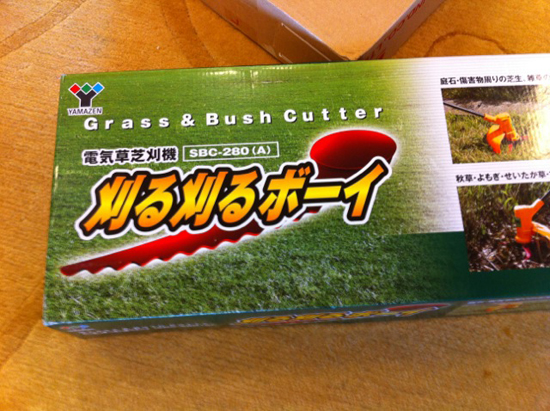 YAMAZEN
Grass & Bush Cutter
電気草芝刈機 SBC-280(A)
刈る刈るボーイ
庭石・傷害物周りの芝生、雑
秋草・よもぎ・せいたか草・